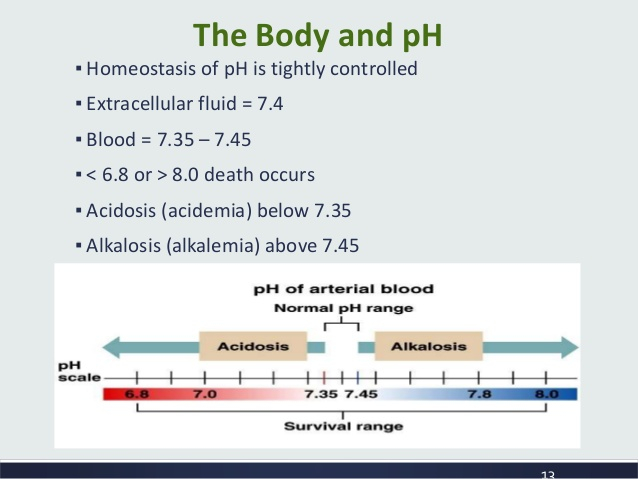 The Body and pH
▪ Homeostasis of pH is tightly controlled
▪ Extracellular fluid = 7.4
▪ Blood = 7.35 – 7.45
▪ < 6.8 or > 8.0 death occurs
▪ Acidosis (acidemia) below 7.35
▪ Alkalosis (alkalemia) above 7.45
pH of arterial blood
Normal pH range
Acidosis Alkalosis
pH
scale
6.8 7.0 7.35 7.45 7.8 8.0
Survival range
13